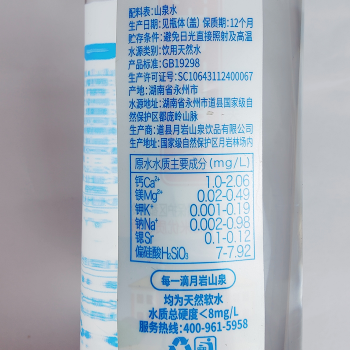 配料表:山泉水
生产日期:见瓶体(盖) 保质期:12个月
贮存条件:避免日光直接照射及高温
水源类别:饮用天然水
产品标准:GB19298
生产许可证号:SC10643112400067
产地:湖南省永州市
水源地址:湖南省永州市道县国家级自
然保护区都庞岭山脉
生产商:道县月岩山泉饮品有限公司
生产地址:国家级自然保护区月岩林场内
原水水质主要成分(mg/L)
钙Ca²⁺ 1.0-2.06
镁Mg²⁺ 0.02-0.49
钾K⁺ 0.001-0.19
钠Na⁺ 0.002-0.98
锶Sr 0.1-0.12
偏硅酸H₂SiO₃ 7-7.92
每一滴月岩山泉
均为天然软水
水质总硬度<8mg/L
服务热线:400-961-5958